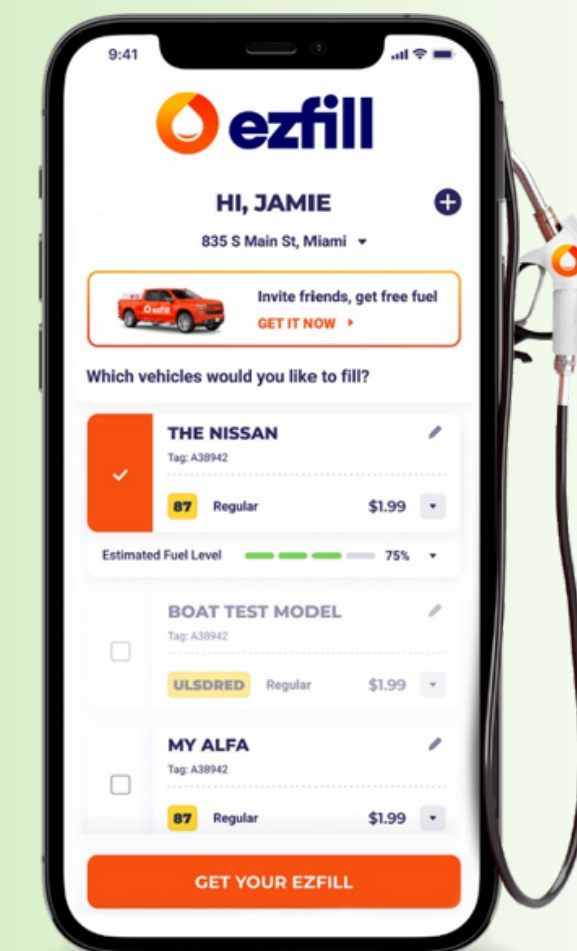 9:41
ezfill
HI, JAMIE
835 S Main St, Miami
Invite friends, get free fuel
GET IT NOW
Which vehicles would you like to fill?
THE NISSAN
Tag: A38942
87 Regular $1.99
Estimated Fuel Level 75%
BOAT TEST MODEL
Tag: A38942
ULSDRED Regular $1.99
MY ALFA
Tag: A38942
87 Regular $1.99
GET YOUR EZFILL